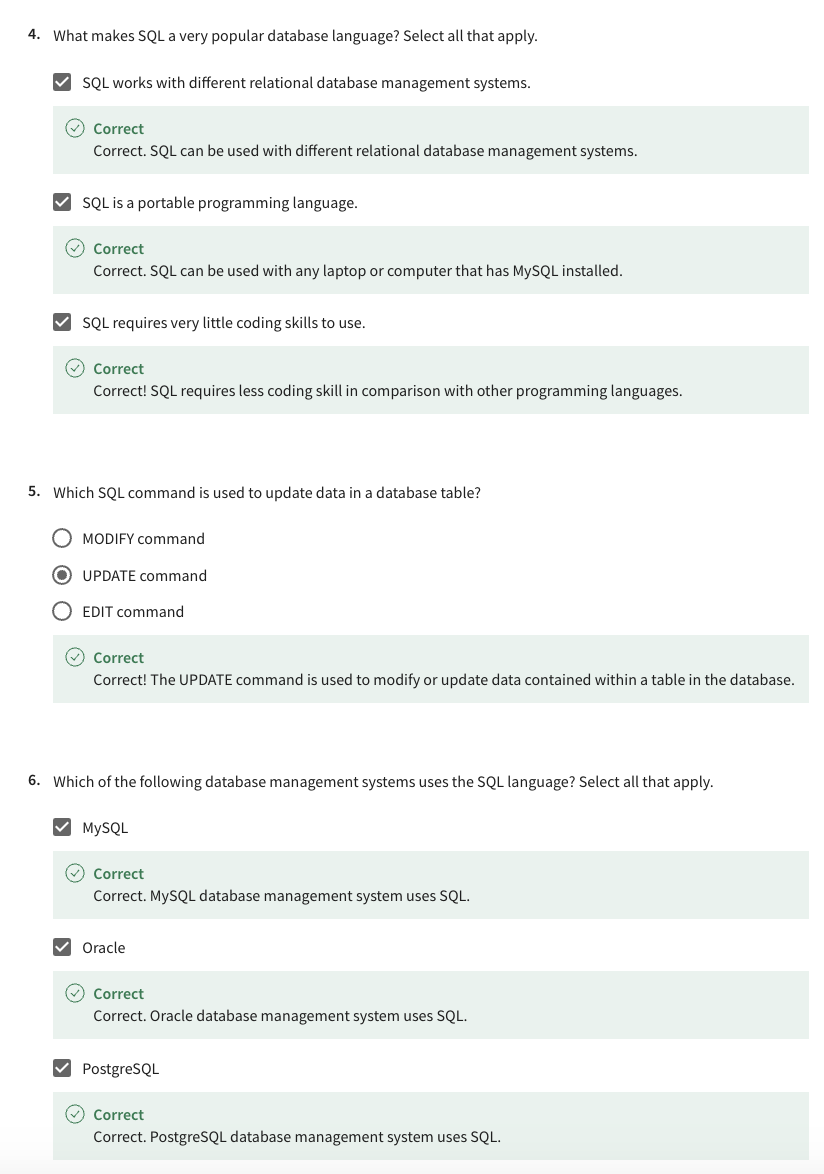 4. What makes SQL a very popular database language? Select all that apply.
SQL works with different relational database management systems.
Correct
Correct. SQL can be used with different relational database management systems.
SQL is a portable programming language.
Correct
Correct. SQL can be used with any laptop or computer that has MySQL installed.
SQL requires very little coding skills to use.
Correct
Correct! SQL requires less coding skill in comparison with other programming languages.
5. Which SQL command is used to update data in a database table?
MODIFY command
UPDATE command
EDIT command
Correct
Correct! The UPDATE command is used to modify or update data contained within a table in the database.
6. Which of the following database management systems uses the SQL language? Select all that apply.
MySQL
Correct
Correct. MySQL database management system uses SQL.
Oracle
Correct
Correct. Oracle database management system uses SQL.
PostgreSQL
Correct
Correct. PostgreSQL database management system uses SQL.